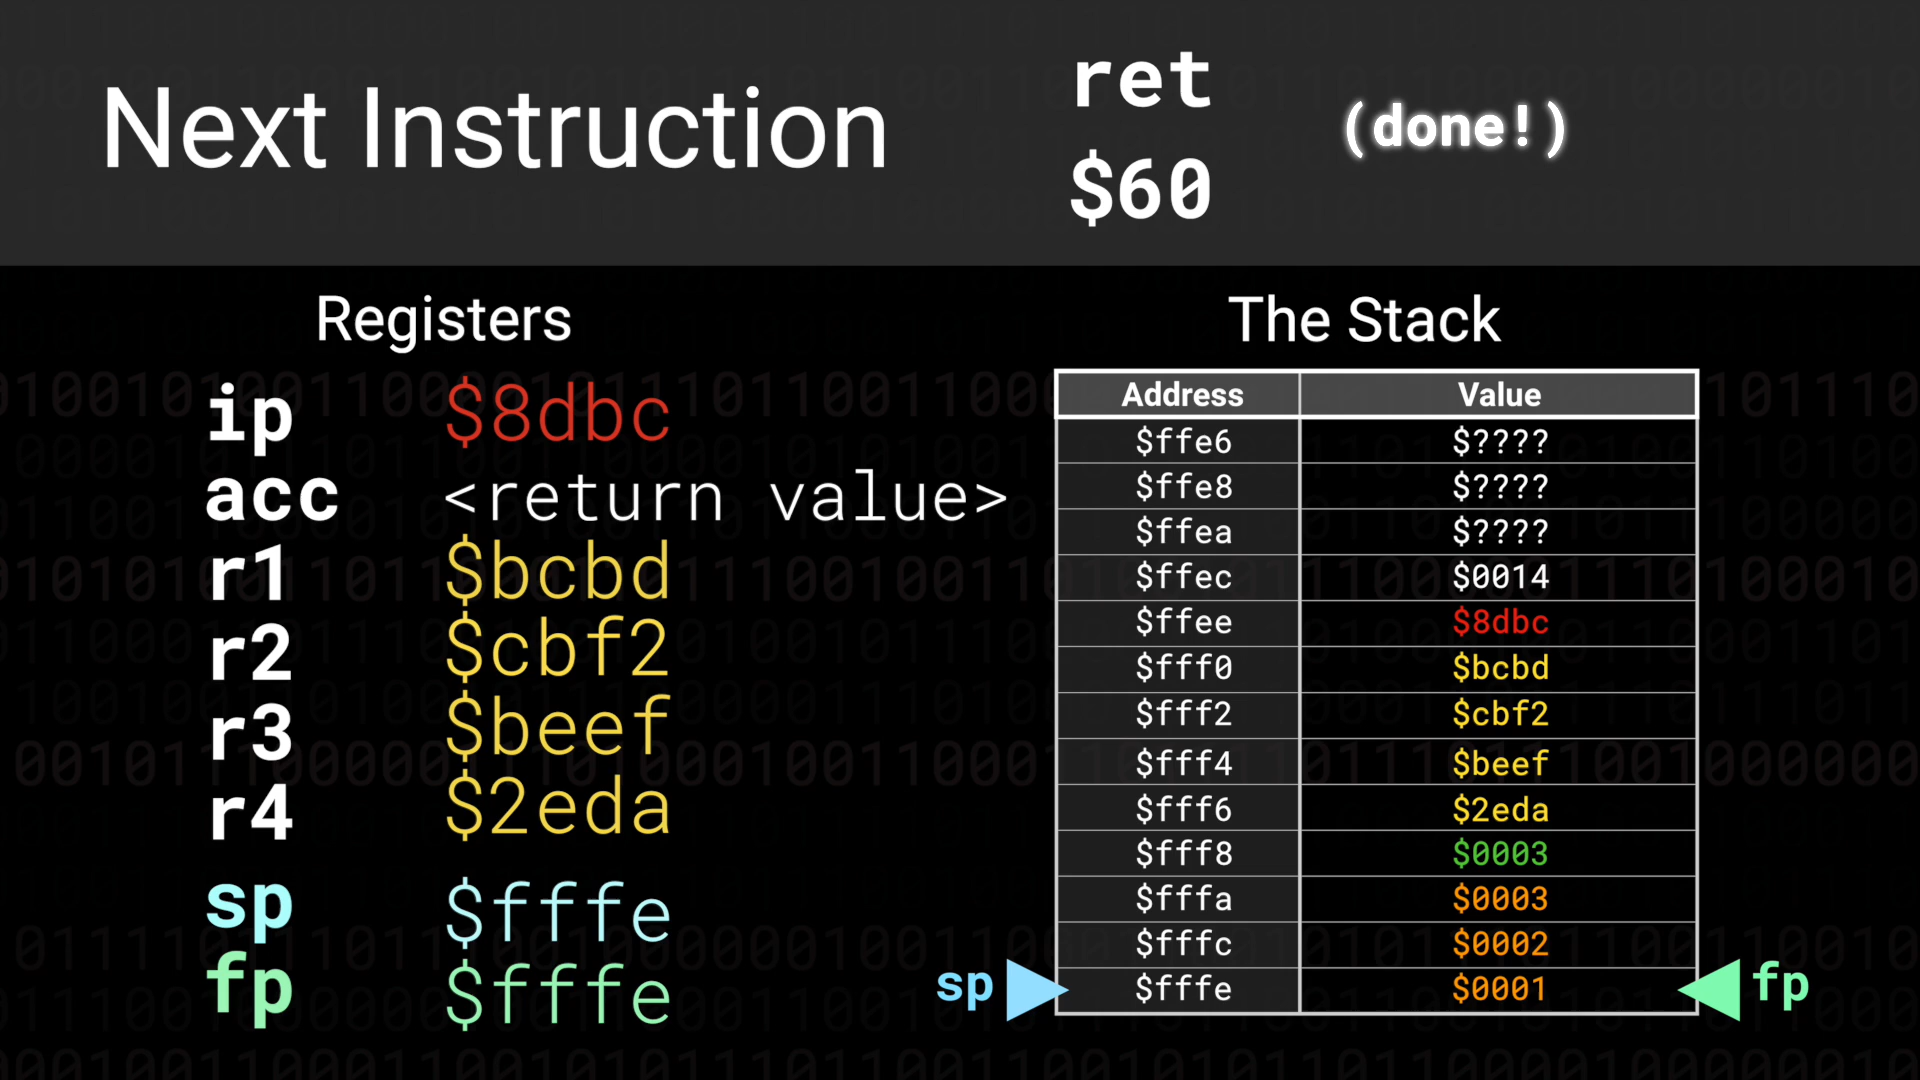 Next Instruction
ret
$60
(done!)
Registers
ip $8dbc
acc <return value>
r1 $bcbd
r2 $cbf2
r3 $beef
r4 $2eda
sp $fffe
fp $fffe
The Stack
Address Value
$ffe6 $????
$ffe8 $????
$ffea $????
$ffec $0014
$ffee $8dbc
$fff0 $bcbd
$fff2 $cbf2
$fff4 $beef
$fff6 $2eda
$fff8 $0003
$fffa $0003
$fffc $0002
sp $fffe $0001 fp